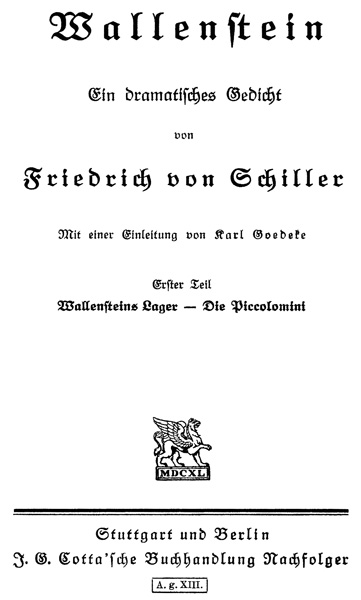 Wallenstein
Ein dramatisches Gedicht
von
Friedrich von Schiller
Mit einer Einleitung von Karl Goedeke
Erster Teil
Wallensteins Lager — Die Piccolomini
MDCXL
Stuttgart und Berlin
J. G. Cotta'sche Buchhandlung Nachfolger
A. g. XIII.